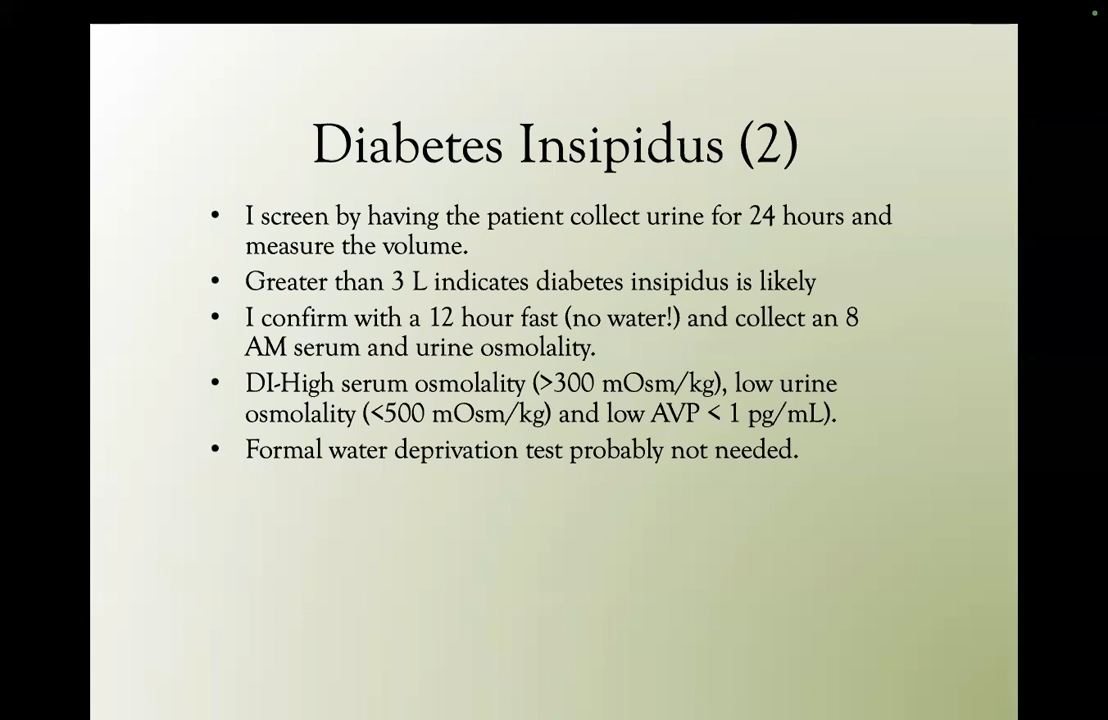 Diabetes Insipidus (2)
• I screen by having the patient collect urine for 24 hours and
measure the volume.
• Greater than 3 L indicates diabetes insipidus is likely
• I confirm with a 12 hour fast (no water!) and collect an 8
AM serum and urine osmolality.
• DI-High serum osmolality (>300 mOsm/kg), low urine
osmolality (<500 mOsm/kg) and low AVP < 1 pg/mL).
• Formal water deprivation test probably not needed.